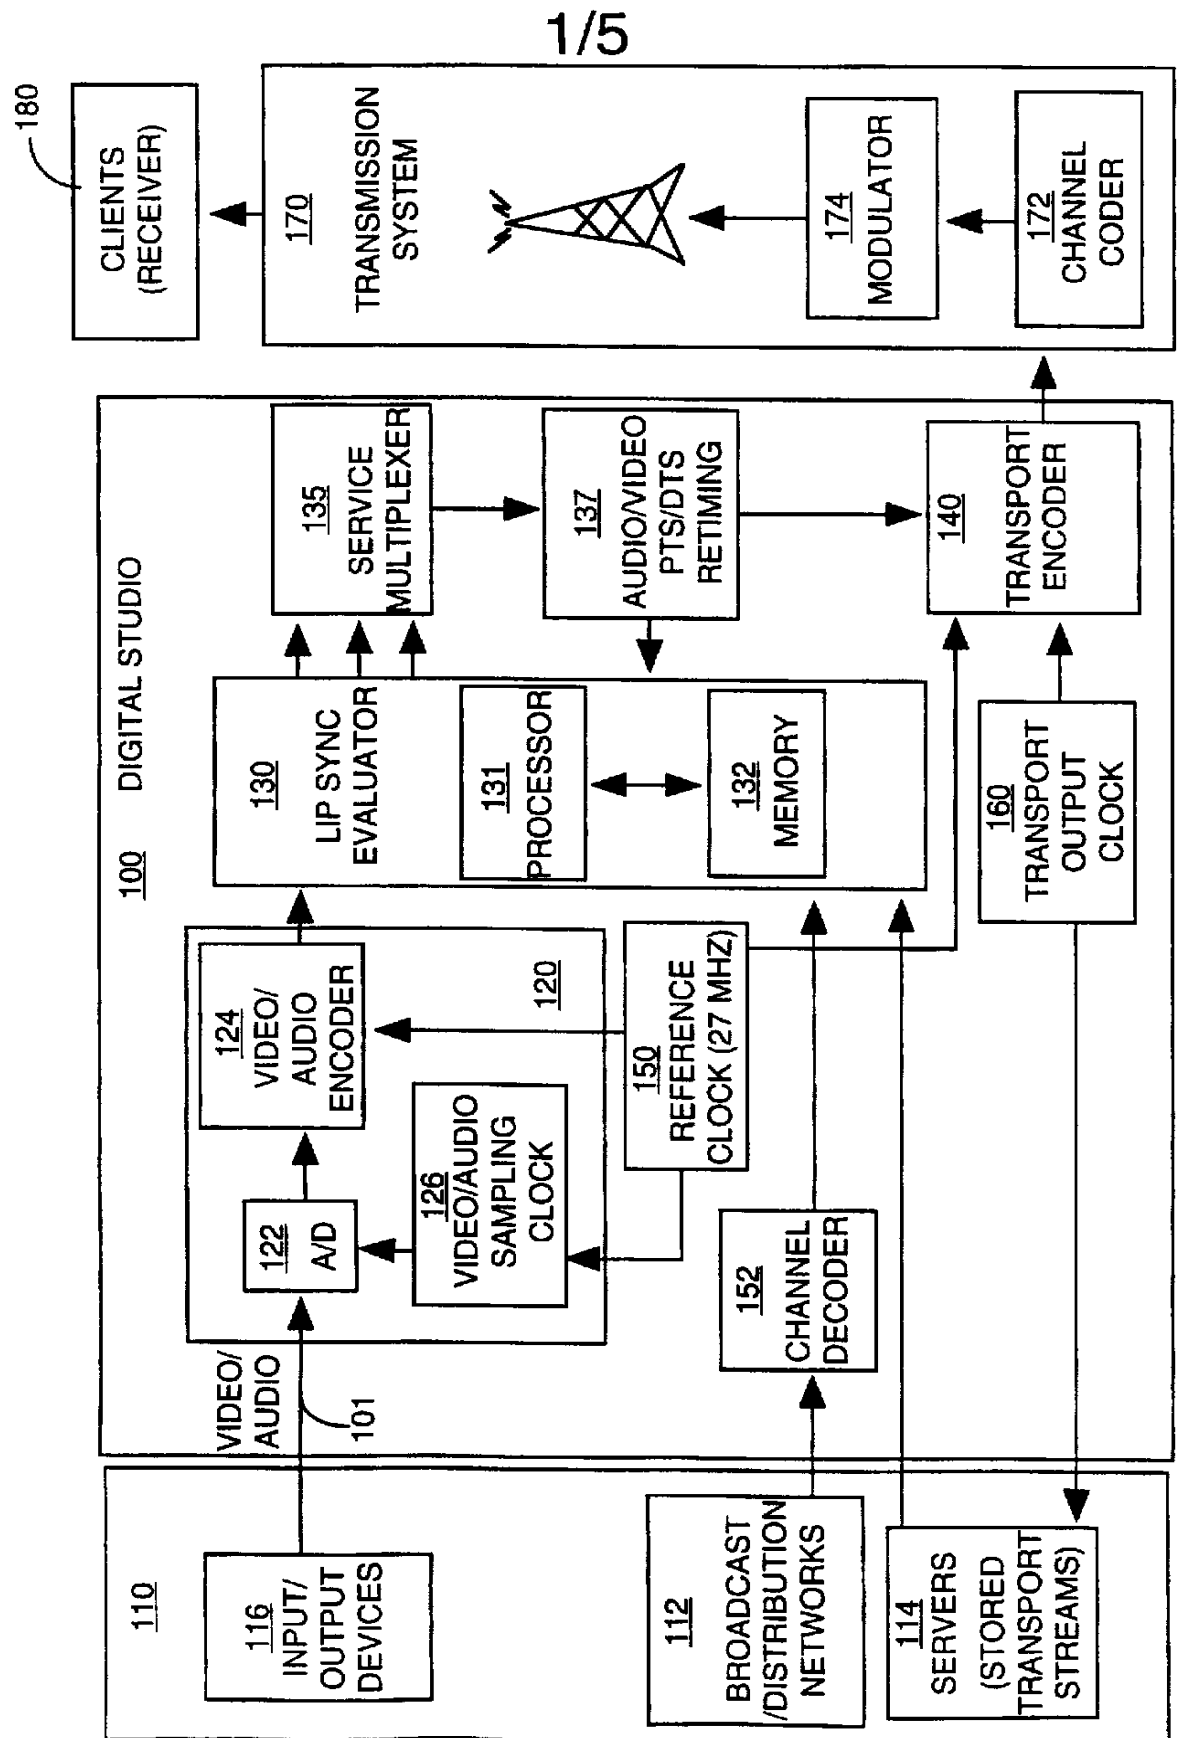 1/5
180
CLIENTS
(RECEIVER)
170
TRANSMISSION
SYSTEM
174
MODULATOR
172
CHANNEL
CODER
100 DIGITAL STUDIO
135
SERVICE
MULTIPLEXER
137
AUDIO/VIDEO
PTS/DTS
RETIMING
140
TRANSPORT
ENCODER
130
LIP SYNC
EVALUATOR
131
PROCESSOR
132
MEMORY
160
TRANSPORT
OUTPUT
CLOCK
124
VIDEO/
AUDIO
ENCODER
120
122
A/D
126
VIDEO/AUDIO
SAMPLING
CLOCK
150
REFERENCE
CLOCK (27 MHZ)
152
CHANNEL
DECODER
VIDEO/
AUDIO
101
110
116
INPUT/
OUTPUT
DEVICES
112
BROADCAST
/DISTRIBUTION
NETWORKS
114
SERVERS
(STORED
TRANSPORT
STREAMS)